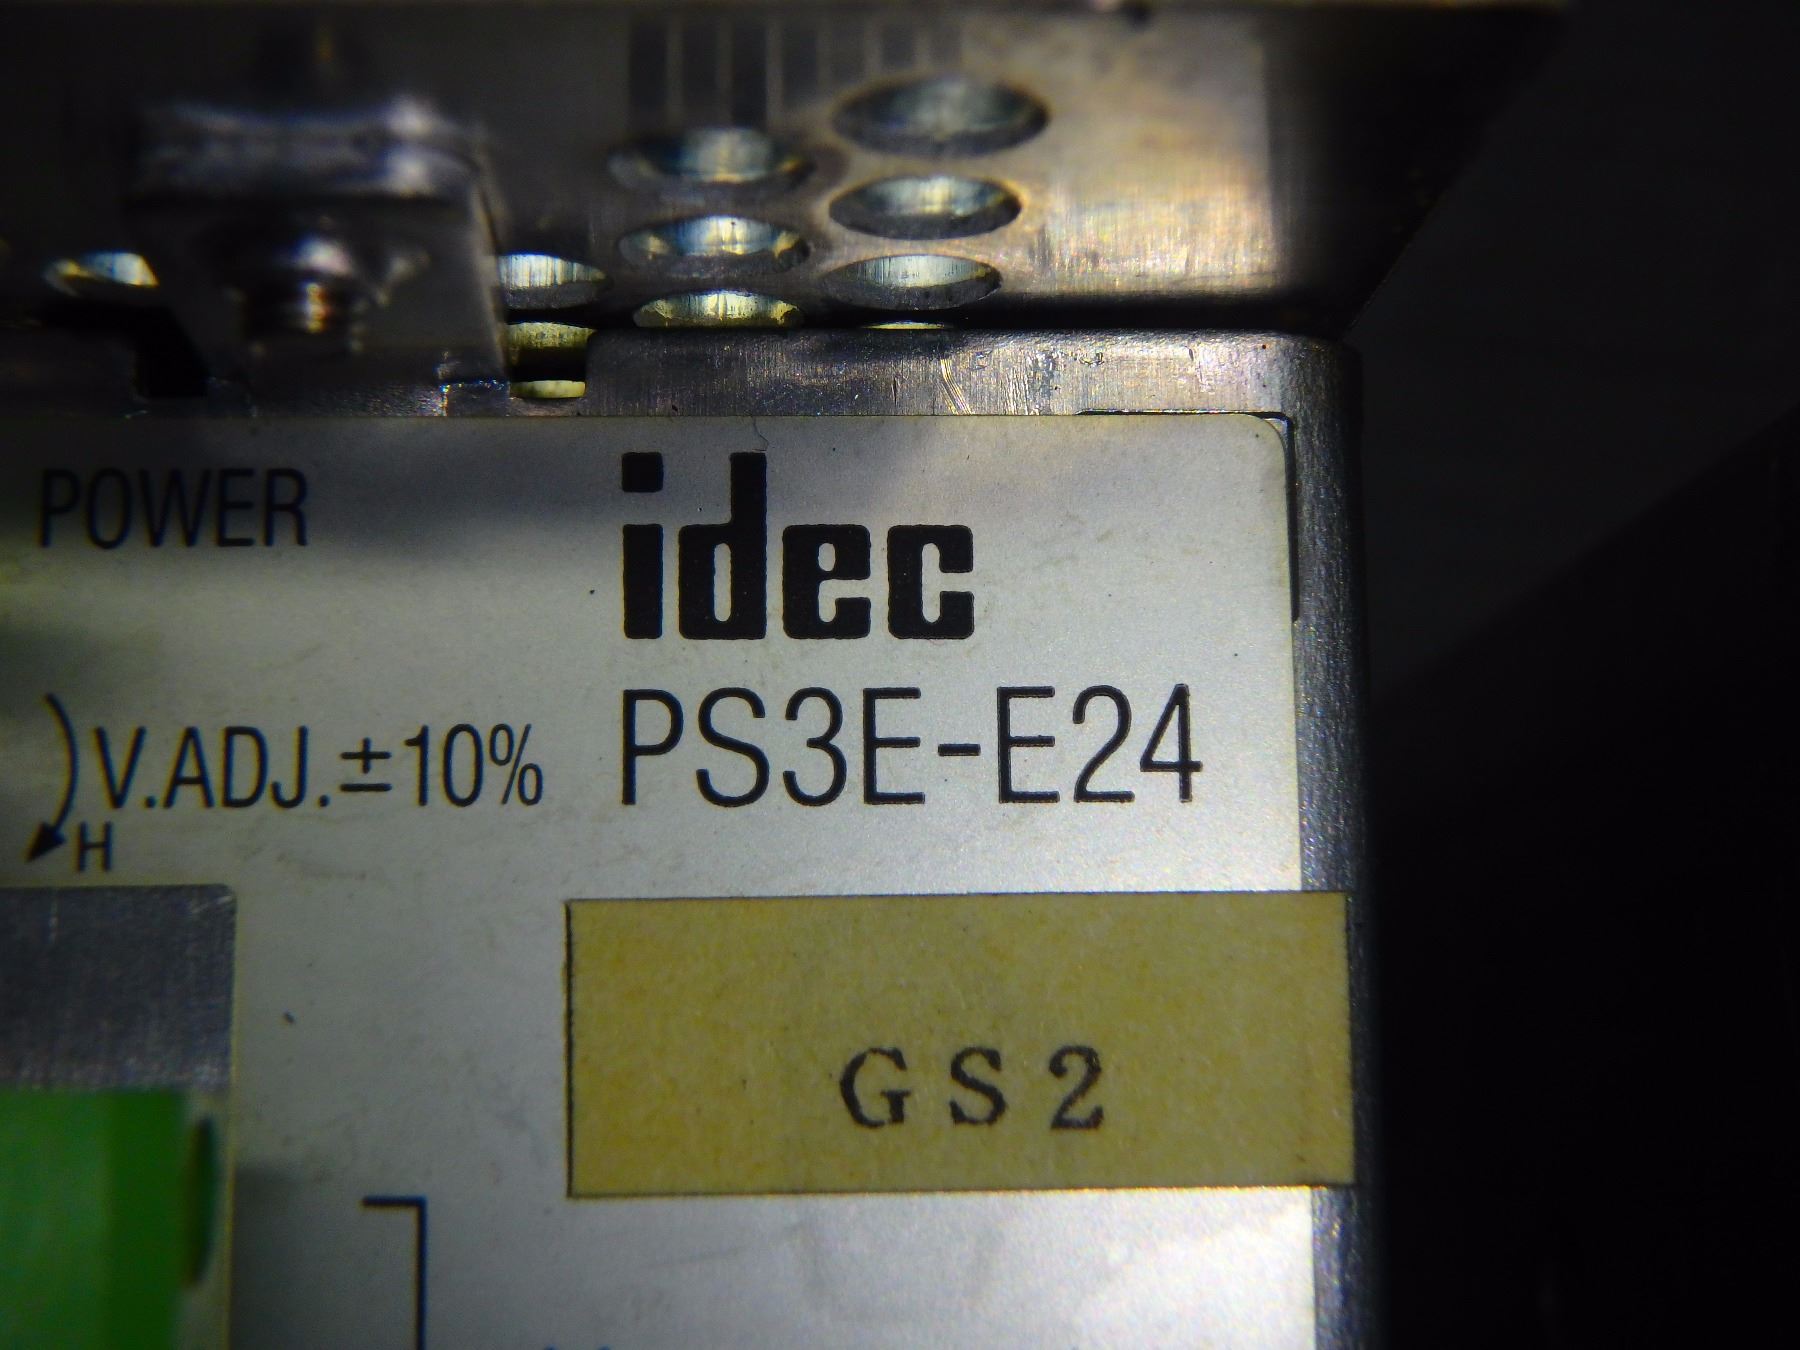 POWER
idec
V.ADJ.±10%
PS3E-E24
H
GS2